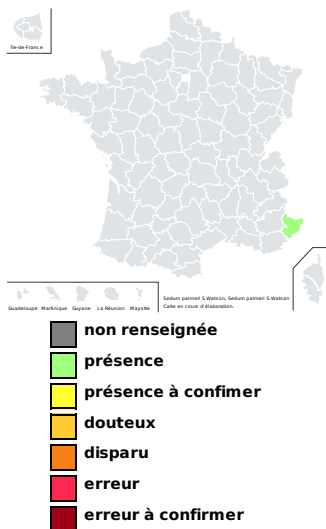 Île-de-France
Sedum palmeri S.Watson, Sedum palmeri S.Watson
Carte en cours d'élaboration.
Guadeloupe Martinique Guyane La Réunion Mayotte
non renseignée
présence
présence à confimer
douteux
disparu
erreur
erreur à confirmer